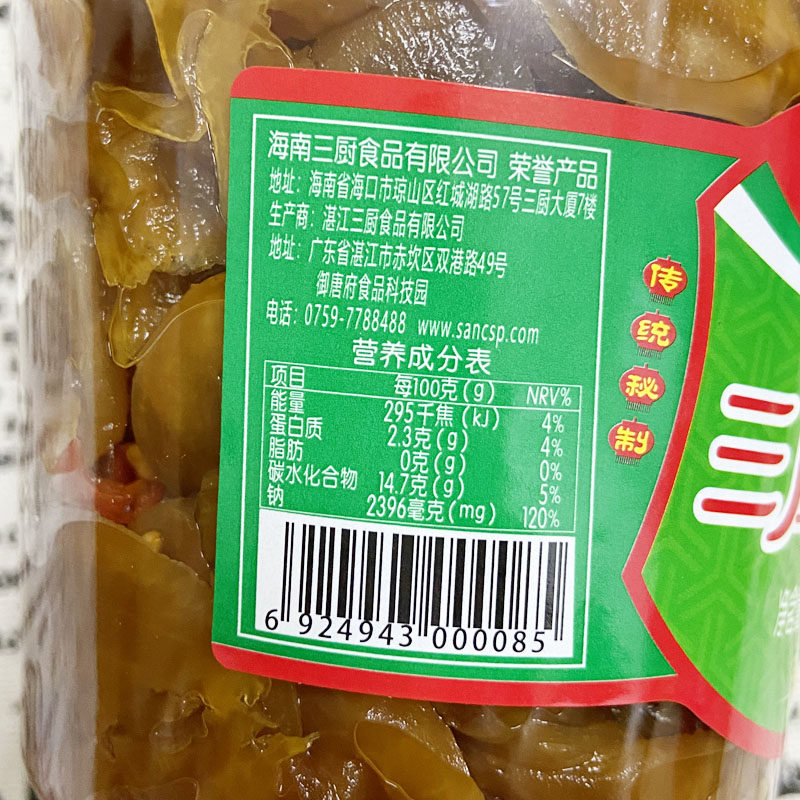 海南三厨食品有限公司 荣誉产品
地址：海南省海口市琼山区红城湖路57号三厨大厦7楼
生产商：湛江三厨食品有限公司
地址：广东省湛江市赤坎区双港路49号
御唐府食品科技园
电话：0759-7788488 www.sancsp.com
营养成分表
项目 每100克(g) NRV%
能量 295千焦(kJ) 4%
蛋白质 2.3克(g) 4%
脂肪 0克(g) 0%
碳水化合物 14.7克(g) 5%
钠 2396毫克(mg) 120%
6 924943 000085
传
统
秘
制
三